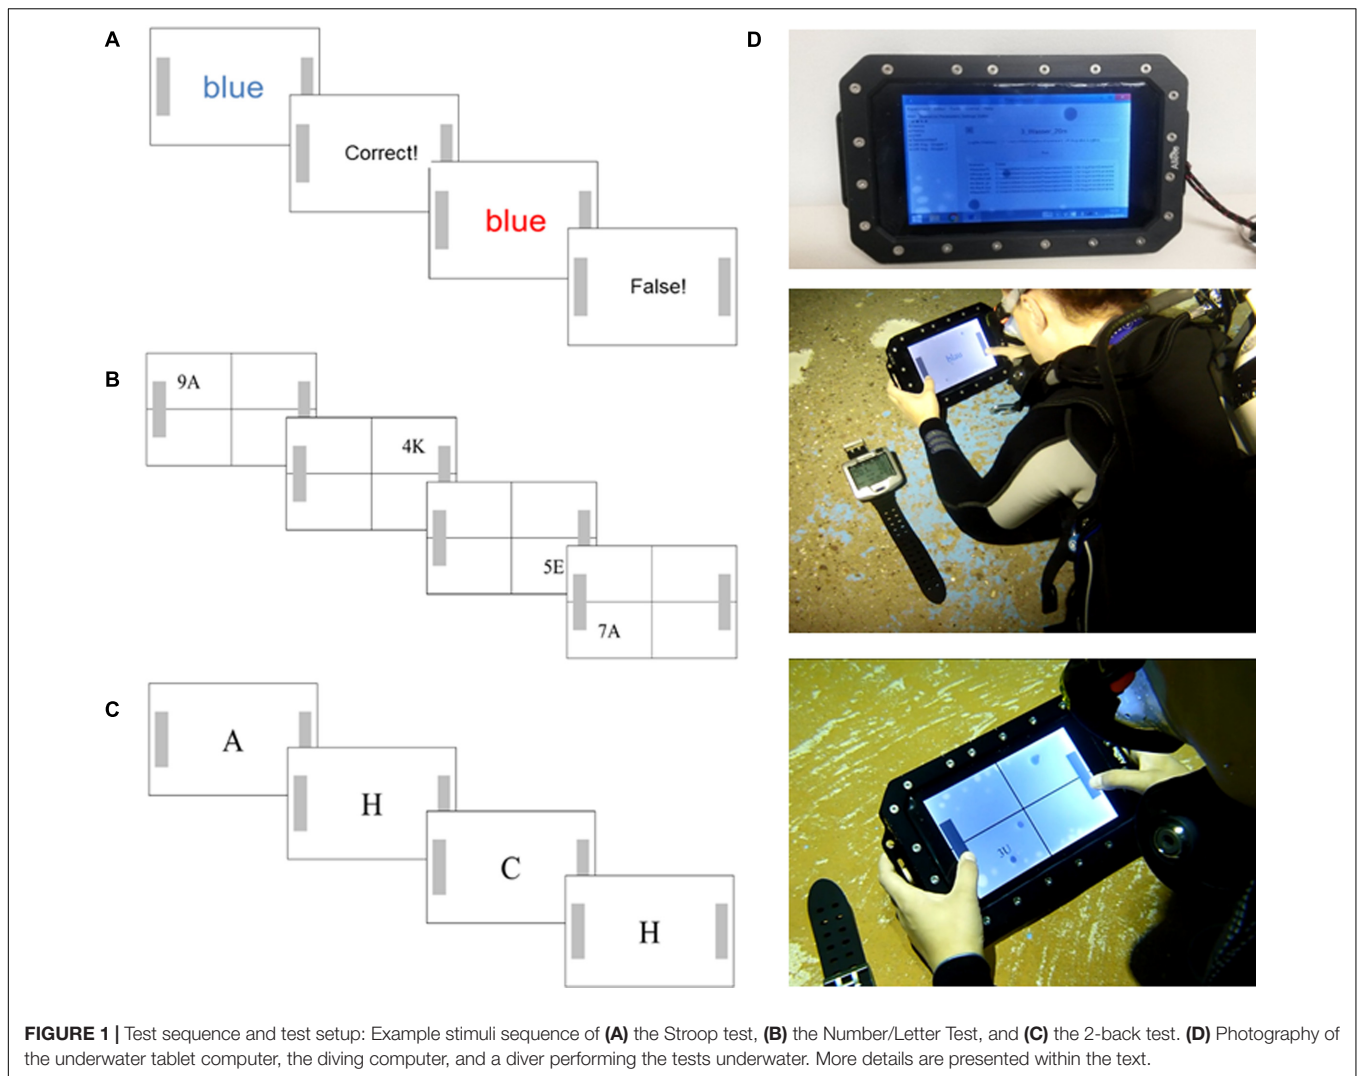 A
blue
Correct!
blue
False!
B
9A
4K
5E
7A
C
A
H
C
H
D
blue
3U
FIGURE 1 | Test sequence and test setup: Example stimuli sequence of (A) the Stroop test, (B) the Number/Letter Test, and (C) the 2-back test. (D) Photography of
the underwater tablet computer, the diving computer, and a diver performing the tests underwater. More details are presented within the text.